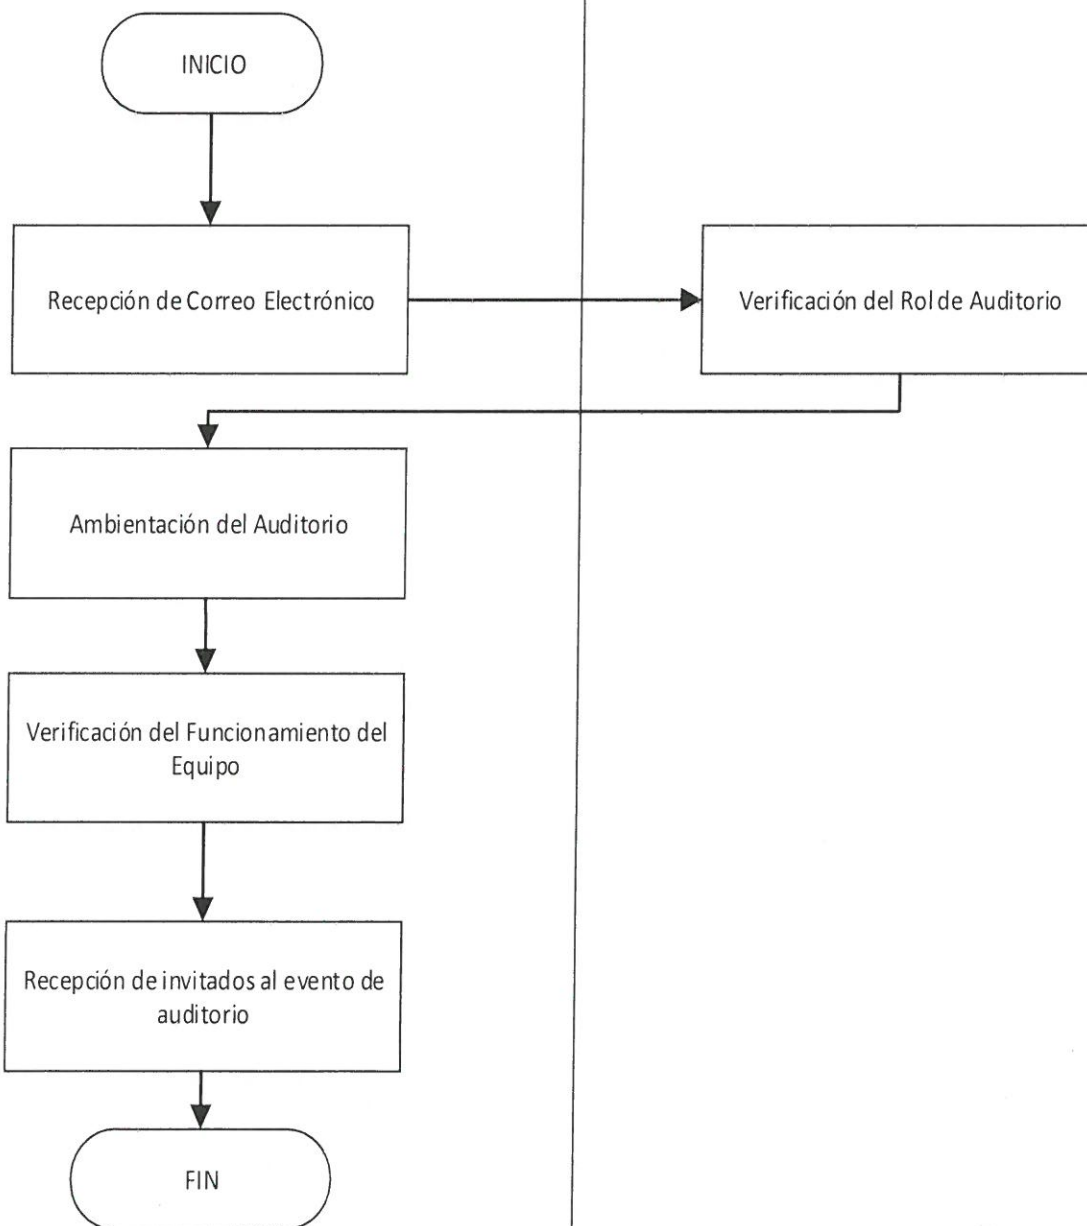 INICIO
Recepción de Correo Electrónico
Verificación del Rol de Auditorio
Ambientación del Auditorio
Verificación del Funcionamiento del
Equipo
Recepción de invitados al evento de
auditorio
FIN